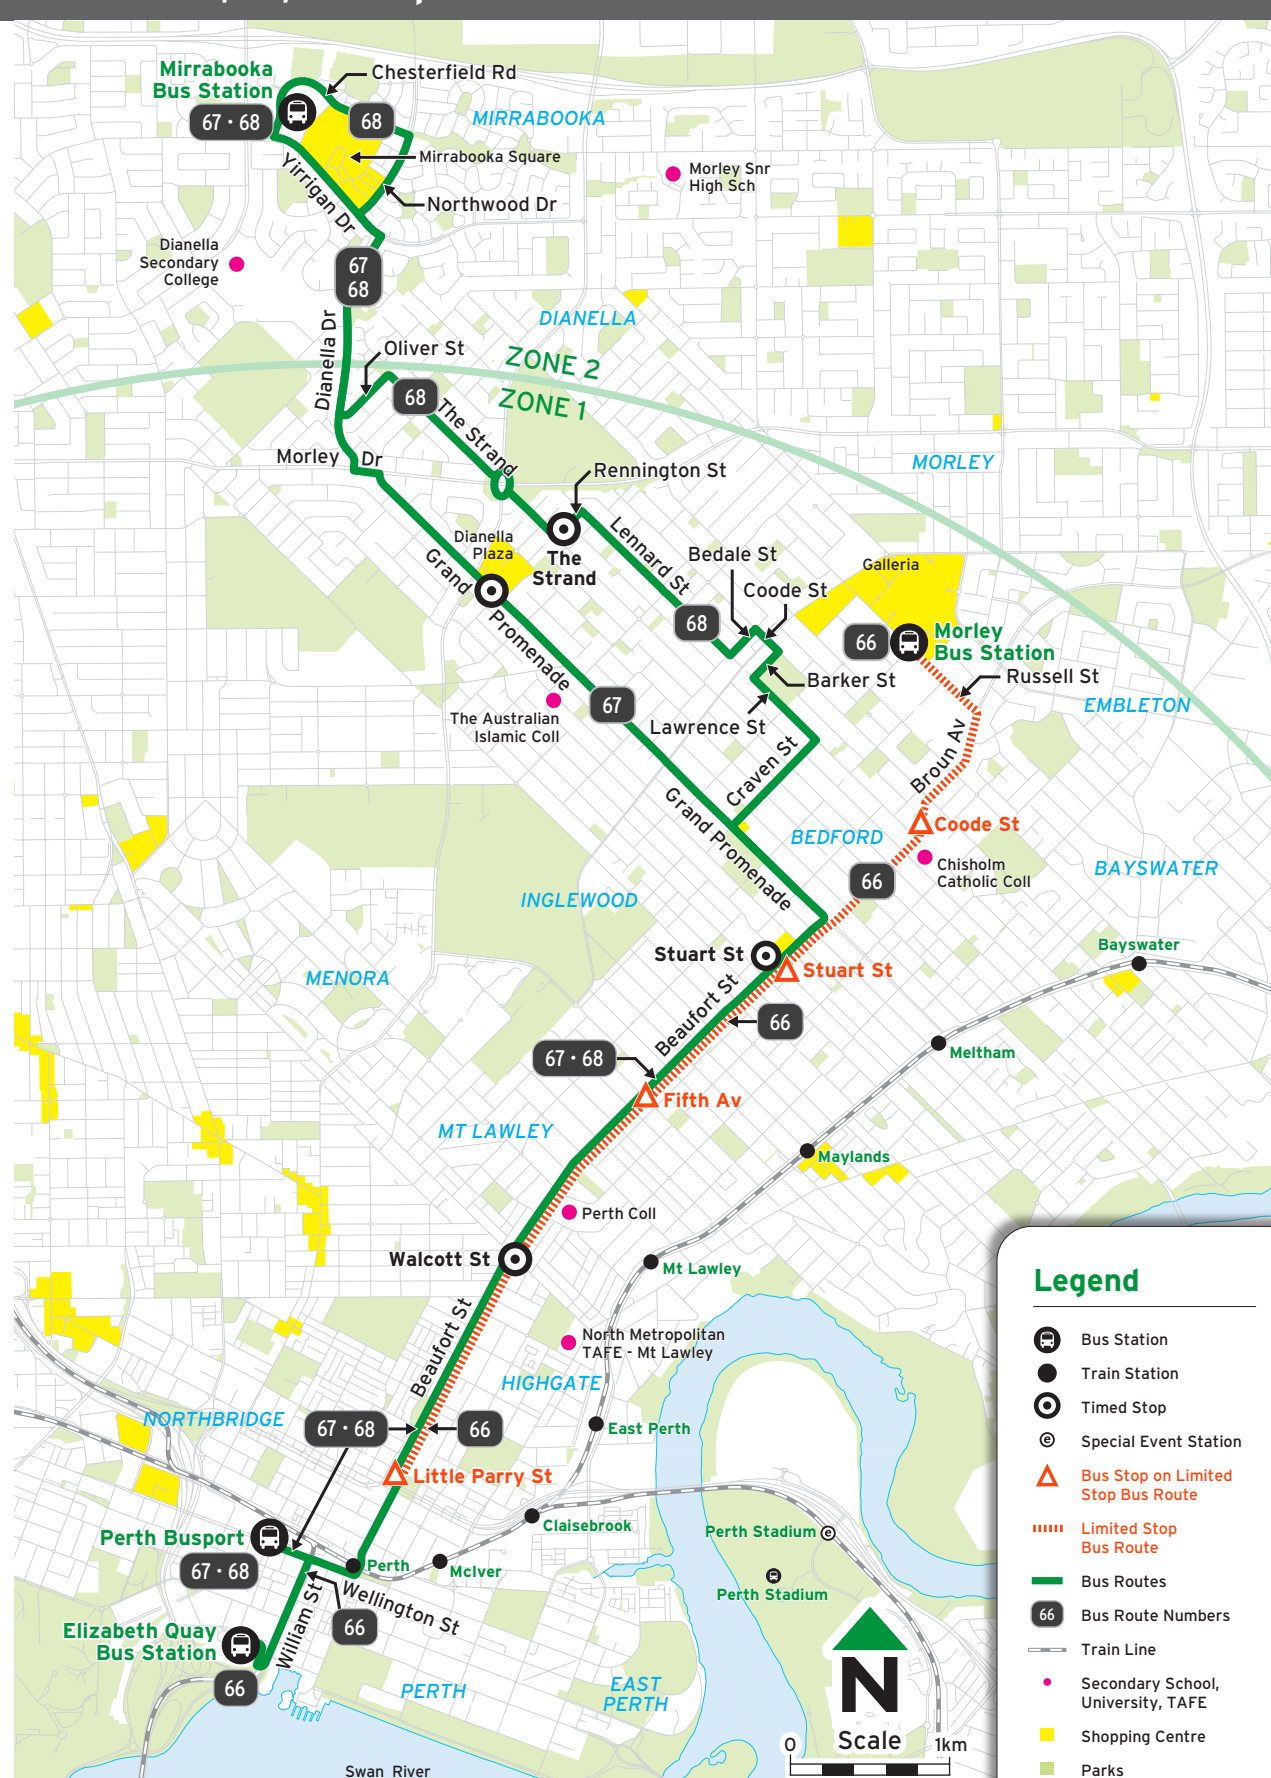 Mirrabooka
Bus Station
67 • 68
Chesterfield Rd
68
MIRRABOOKA
Mirrabooka Square
Yirrigan Dr
Northwood Dr
Morley Snr
High Sch
Dianella
Secondary
College
67
68
DIANELLA
Dianella Dr
Oliver St
ZONE 2
ZONE 1
68
The Strand
Morley Dr
MORLEY
Rennington St
Dianella
Plaza
The
Strand
Lennard St
Bedale St
Coode St
Galleria
Grand
Promenade
68
66
Morley
Bus Station
Russell St
Barker St
EMBLETON
The Australian
Islamic Coll
67
Lawrence St
Craven St
Broun Av
Grand Promenade
BEDFORD
Coode St
Chisholm
Catholic Coll
BAYSWATER
66
INGLEWOOD
Stuart St
Stuart St
Bayswater
MENORA
Beaufort St
66
Meltham
67 • 68
Fifth Av
MT LAWLEY
Maylands
Perth Coll
Walcott St
Mt Lawley
Beaufort St
North Metropolitan
TAFE - Mt Lawley
HIGHGATE
NORTHBRIDGE
67 • 68
66
East Perth
Little Parry St
Claisebrook
Perth Busport
67 • 68
Perth
McIver
Perth Stadium
e
Perth Stadium
Wellington St
William St
66
Elizabeth Quay
Bus Station
66
PERTH
EAST
PERTH
N
Scale
0
1km
Swan River
Legend
Bus Station
Train Station
Timed Stop
e
Special Event Station
Bus Stop on Limited
Stop Bus Route
Limited Stop
Bus Route
Bus Routes
66
Bus Route Numbers
Train Line
Secondary School,
University, TAFE
Shopping Centre
Parks